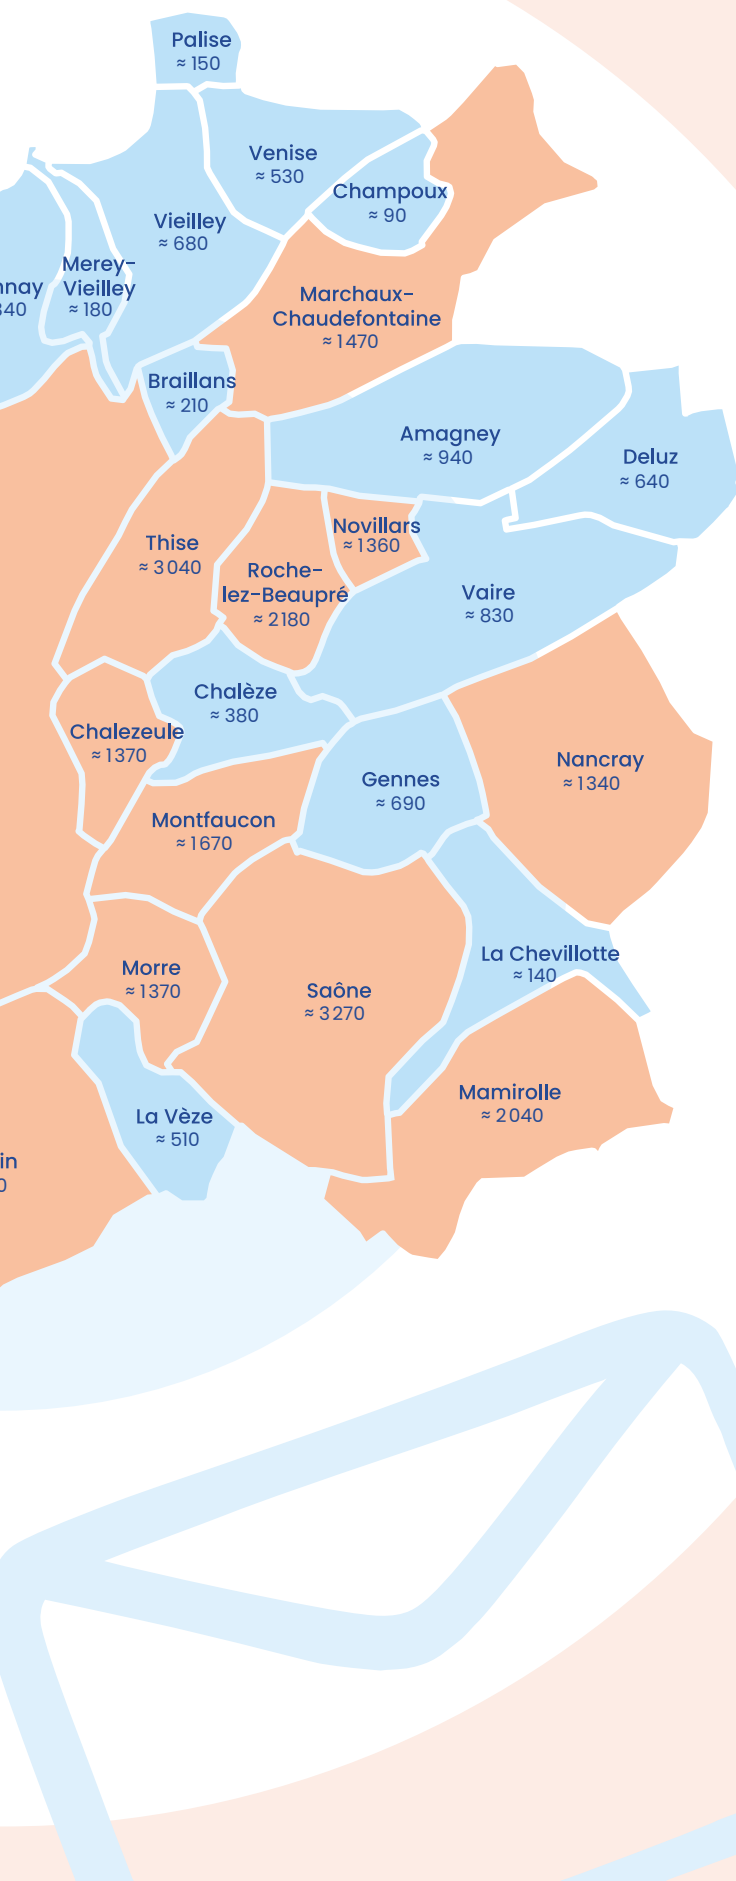 Palise
≈ 150
Venise
≈ 530
Champoux
≈ 90
Vieilley
≈ 680
Merey-
Vieilley
≈ 180
Marchaux-
Chaudefontaine
≈ 1470
Braillans
≈ 210
Amagney
≈ 940
Deluz
≈ 640
Novillars
≈ 1360
Thise
≈ 3040
Roche-
lez-Beaupré
≈ 2180
Vaire
≈ 830
Chalèze
≈ 380
Chalezeule
≈ 1370
Nancray
≈ 1340
Gennes
≈ 690
Montfaucon
≈ 1670
La Chevillotte
≈ 140
Morre
≈ 1370
Saône
≈ 3270
Mamirolle
≈ 2040
La Vèze
≈ 510